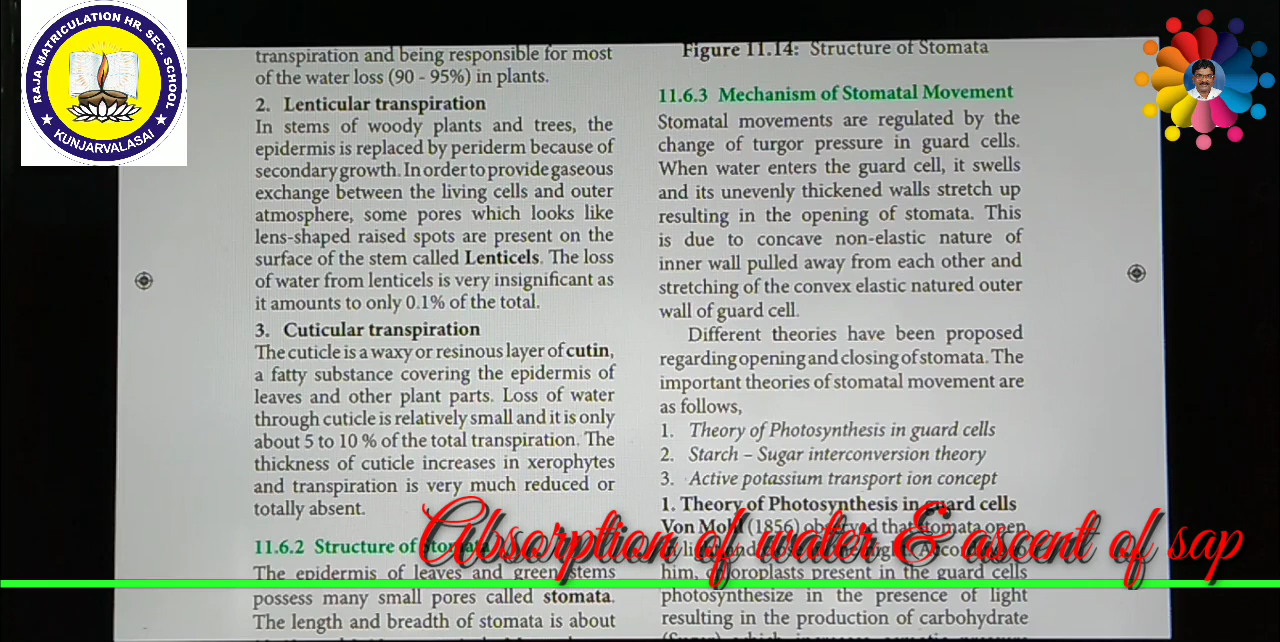 RAJA MATRICULATION HR. SEC. SCHOOL
KUNJARVALASAI
transpiration and being responsible for most
of the water loss (90 - 95%) in plants.
2. Lenticular transpiration
In stems of woody plants and trees, the
epidermis is replaced by periderm because of
secondary growth. In order to provide gaseous
exchange between the living cells and outer
atmosphere, some pores which looks like
lens-shaped raised spots are present on the
surface of the stem called Lenticels. The loss
of water from lenticels is very insignificant as
it amounts to only 0.1% of the total.
3. Cuticular transpiration
The cuticle is a waxy or resinous layer of cutin,
a fatty substance covering the epidermis of
leaves and other plant parts. Loss of water
through cuticle is relatively small and it is only
about 5 to 10 % of the total transpiration. The
thickness of cuticle increases in xerophytes
and transpiration is very much reduced or
totally absent.
11.6.2 Structure of
The epidermis of leaves and green stems
possess many small pores called stomata.
The length and breadth of stomata is about
Figure 11.14: Structure of Stomata
11.6.3 Mechanism of Stomatal Movement
Stomatal movements are regulated by the
change of turgor pressure in guard cells.
When water enters the guard cell, it swells
and its unevenly thickened walls stretch up
resulting in the opening of stomata. This
is due to concave non-elastic nature of
inner wall pulled away from each other and
stretching of the convex elastic natured outer
wall of guard cell.
Different theories have been proposed
regarding opening and closing of stomata. The
important theories of stomatal movement are
as follows,
1. Theory of Photosynthesis in guard cells
2. Starch – Sugar interconversion theory
3. Active potassium transport ion concept
1. Theory of Photosynthesis in guard cells
Von Mohl (1856) observed that stomata open
him, chloroplasts present in the guard cells
photosynthesize in the presence of light
resulting in the production of carbohydrate
Absorption of water & ascent of sap